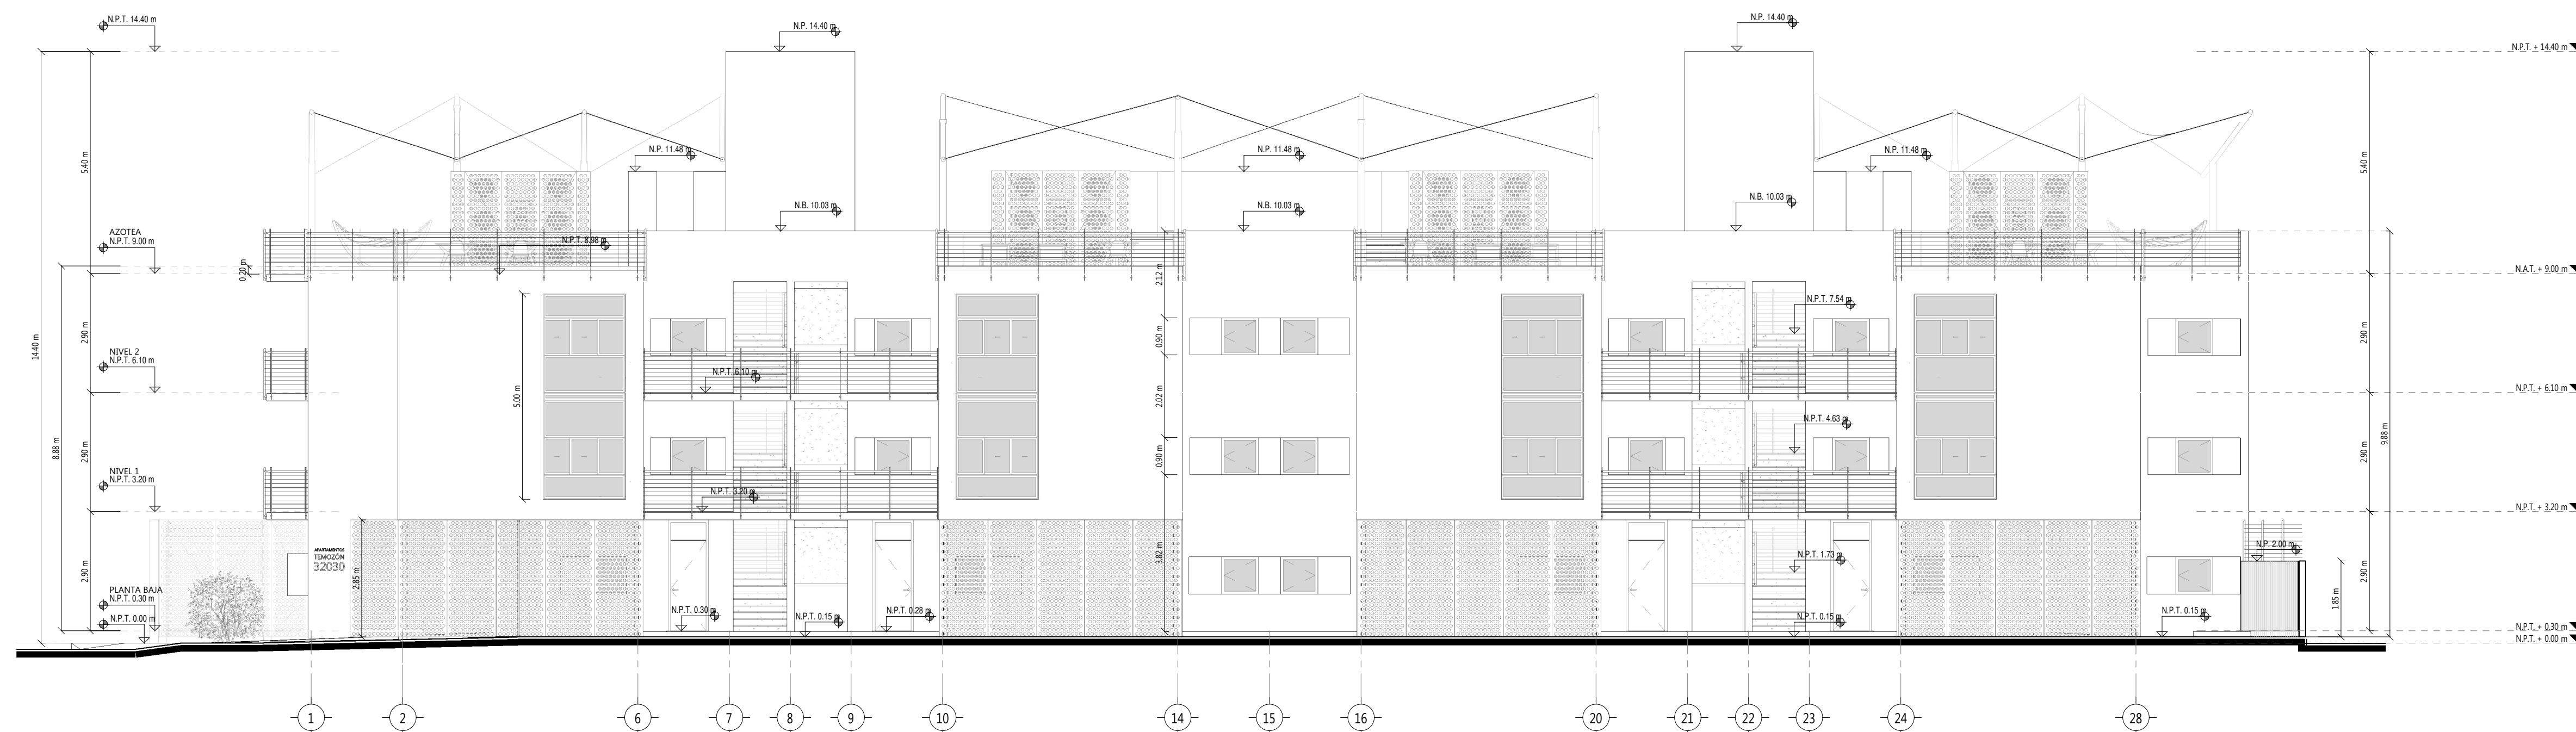 N.P.T. 14.40 m
N.P. 14.40 m
N.P. 14.40 m
N.P.T. + 14.40 m
5.40 m
5.40 m
N.P. 11.48 m
N.P. 11.48 m
N.P. 11.48 m
N.B. 10.03 m
N.B. 10.03 m
N.B. 10.03 m
AZOTEA
N.P.T. 9.00 m
N.P.T. 8.98 m
N.A.T. + 9.00 m
0.20 m
2.12 m
N.P.T. 7.54 m
14.40 m
2.90 m
0.90 m
2.90 m
NIVEL 2
N.P.T. 6.10 m
N.P.T. 6.10 m
N.P.T. + 6.10 m
5.00 m
2.02 m
N.P.T. 4.63 m
8.88 m
2.90 m
0.90 m
2.90 m
9.88 m
NIVEL 1
N.P.T. 3.20 m
N.P.T. 3.20 m
N.P.T. + 3.20 m
APARTAMENTOS
TEMOZÓN
32030
2.90 m
2.85 m
3.82 m
N.P.T. 1.73 m
N.P. 2.00 m
2.90 m
1.85 m
PLANTA BAJA
N.P.T. 0.30 m
N.P.T. 0.00 m
N.P.T. 0.30 m
N.P.T. 0.15 m
N.P.T. 0.28 m
N.P.T. 0.15 m
N.P.T. 0.15 m
N.P.T. + 0.30 m
N.P.T. + 0.00 m
1 2 6 7 8 9 10 14 15 16 20 21 22 23 24 28